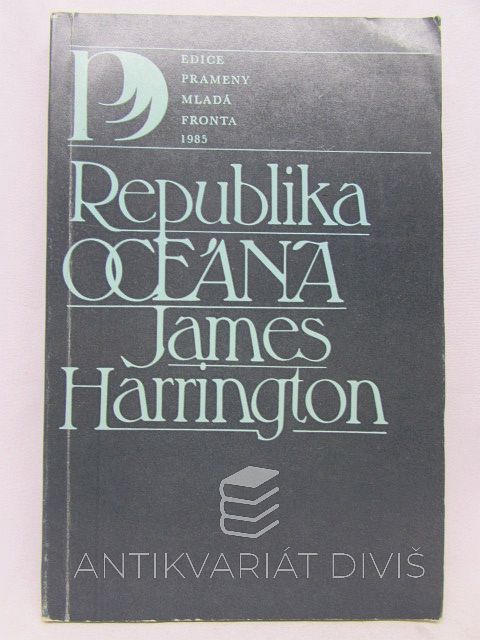 EDICE
PRAMENY
MLADÁ
FRONTA
1985
Republika
OCEÁNA
James
Harrington
ANTIKVARIÁT DIVIŠ